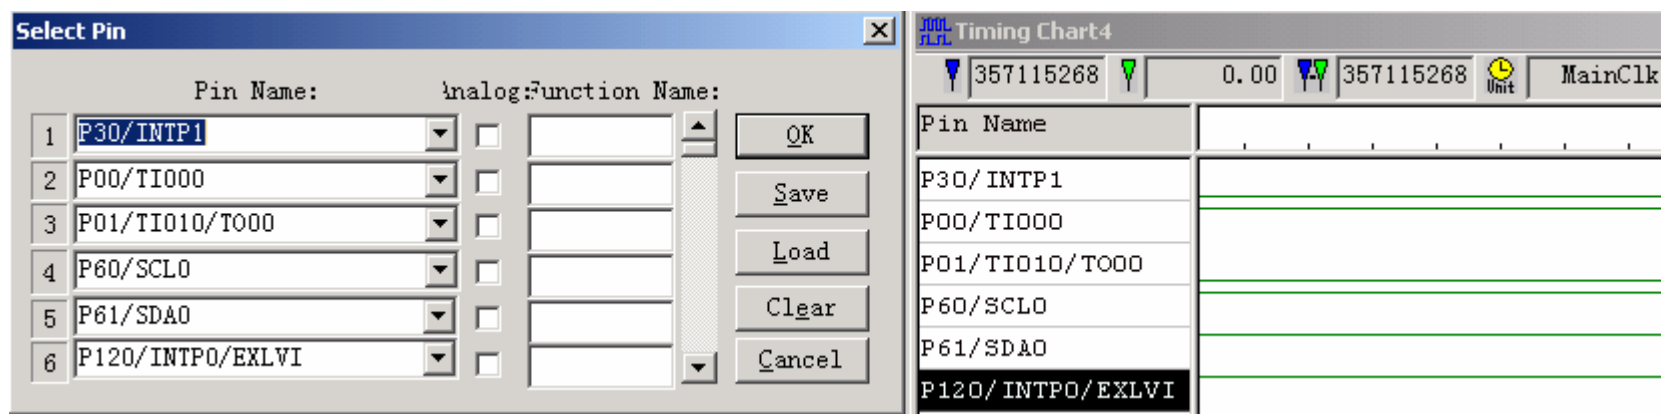 Select Pin
Pin Name: Analog: Function Name:
1 P30/INTP1
2 P00/TI000
3 P01/TI010/TO00
4 P60/SCL0
5 P61/SDA0
6 P120/INTP0/EXLVI
OK
Save
Load
Clear
Cancel
Timing Chart4
357115268 0.00 357115268 Unit MainClk
Pin Name
P30/INTP1
P00/TI000
P01/TI010/TO00
P60/SCL0
P61/SDA0
P120/INTP0/EXLVI